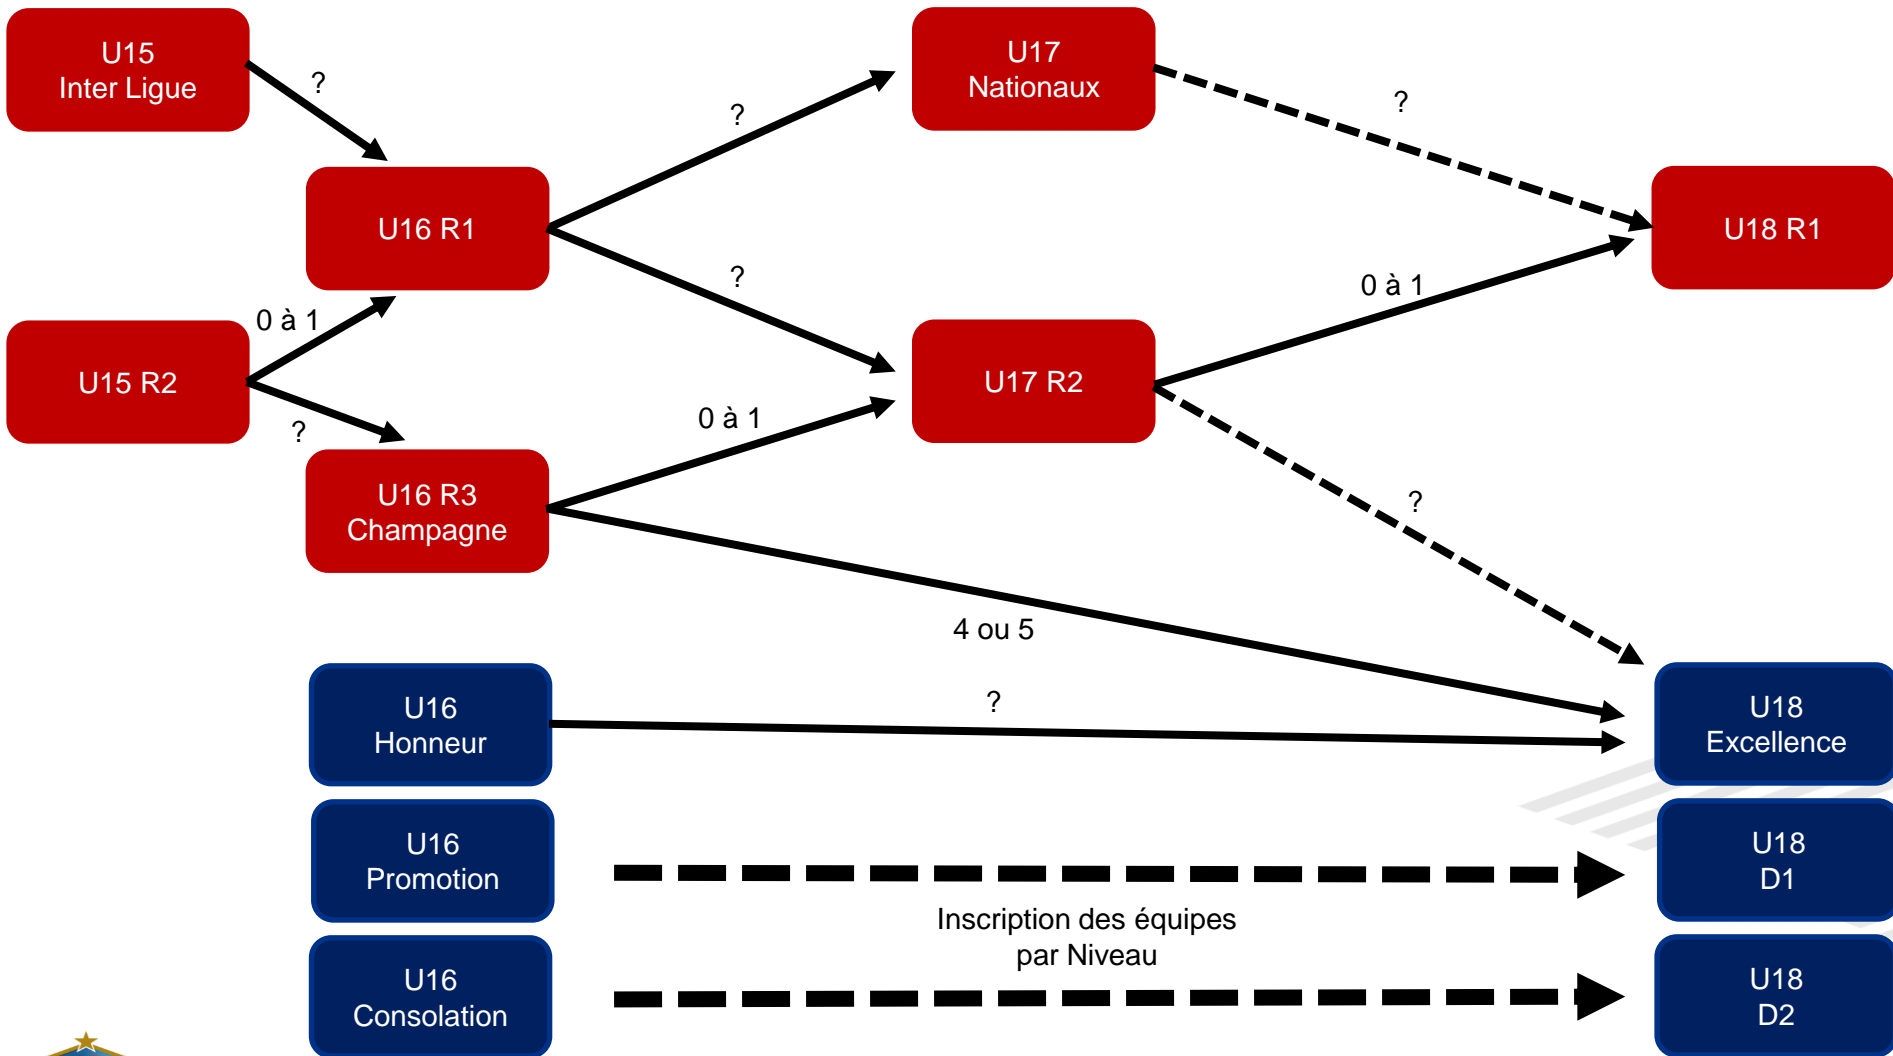 U15
Inter Ligue
?
U17
Nationaux
?
?
U16 R1
U18 R1
?
0 à 1
0 à 1
U15 R2
U17 R2
?
0 à 1
U16 R3
Champagne
?
4 ou 5
U16
Honneur
?
U18
Excellence
U16
Promotion
U18
D1
Inscription des équipes
par Niveau
U16
Consolation
U18
D2